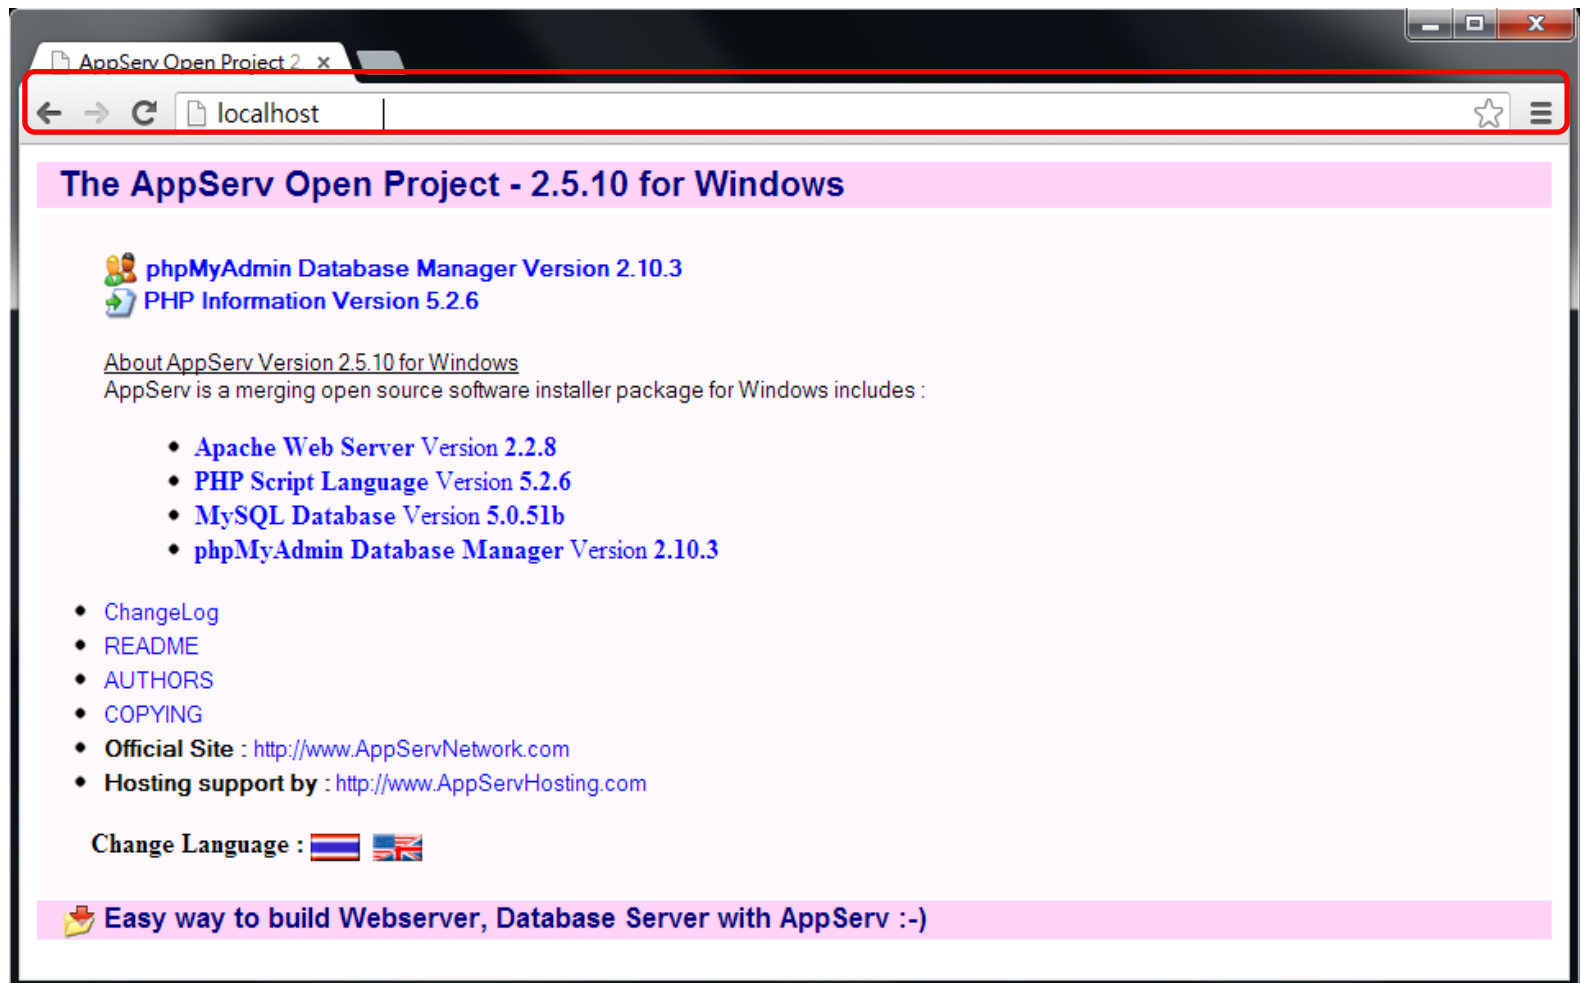 AppServ Open Project 2
localhost
The AppServ Open Project - 2.5.10 for Windows
phpMyAdmin Database Manager Version 2.10.3
PHP Information Version 5.2.6
About AppServ Version 2.5.10 for Windows
AppServ is a merging open source software installer package for Windows includes :
Apache Web Server Version 2.2.8
PHP Script Language Version 5.2.6
MySQL Database Version 5.0.51b
phpMyAdmin Database Manager Version 2.10.3
ChangeLog
README
AUTHORS
COPYING
Official Site : http://www.AppServNetwork.com
Hosting support by : http://www.AppServHosting.com
Change Language :
Easy way to build Webserver, Database Server with AppServ :-)